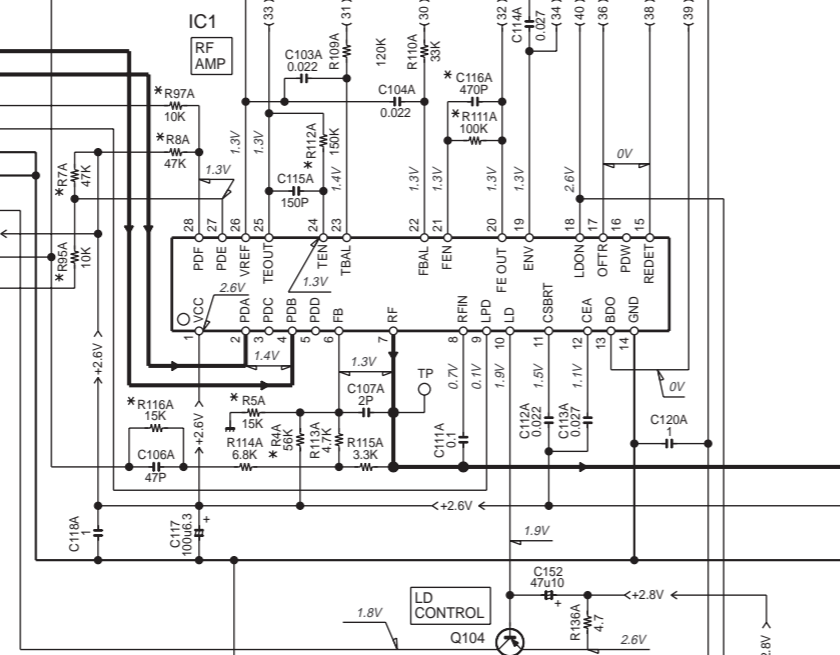 (33)
(31)
(30)
(32)
(34)
(40)
(36)
(38)
(39)
IC1
RF
AMP
C103A
0.022
R109A
120K
R110A
33K
C104A
0.022
C114A
0.027
* C116A
470P
* R111A
100K
* R97A
10K
* R8A
47K
* R7A
47K
* R95A
10K
* R112A
150K
C115A
150P
1.3V
1.3V
1.3V
1.4V
1.3V
1.3V
1.3V
1.3V
2.6V
0V
28
27
26
25
24
23
22
21
20
19
18
17
16
15
PDF
PDE
VREF
TEOUT
TEN
TBAL
FBAL
FEN
FE OUT
ENV
LDON
OFTR
PDW
REDET
1.3V
2.6V
VCC
PDA
PDC
PDB
PDD
FB
RF
RFIN
LPD
LD
CSBRT
CEA
BDO
GND
1
2
3
4
5
6
7
8
9
10
11
12
13
14
1.4V
1.3V
0.7V
0.1V
1.9V
1.5V
1.1V
0V
+2.6V
+2.6V
TP
C107A
2P
* R5A
15K
* R116A
15K
C106A
47P
R114A
6.8K
* R4A
56K
R113A
4.7K
R115A
3.3K
C111A
0.1
C112A
0.022
C113A
0.027
C120A
1
+2.6V
C118A
1
C117
100u6.3
+
1.9V
C152
47u10
+
+2.8V
LD
CONTROL
1.8V
Q104
R136A
4.7
2.6V
2.8V